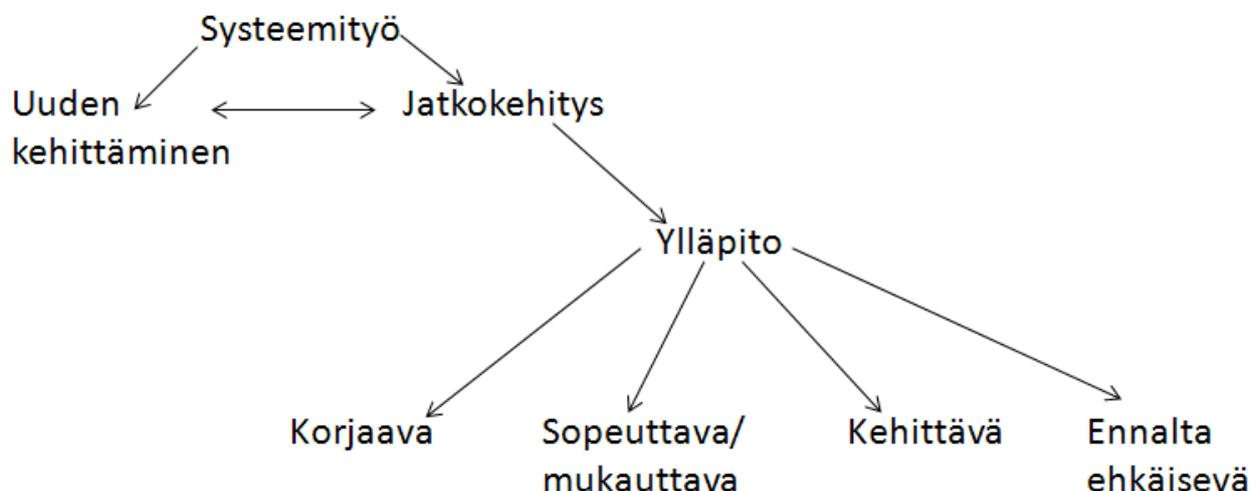 Systeemityö
Uuden
kehittäminen
Jatkokehitys
Ylläpito
Korjaava
Sopeuttava/
mukauttava
Kehittävä
Ennalta
ehkäisevä